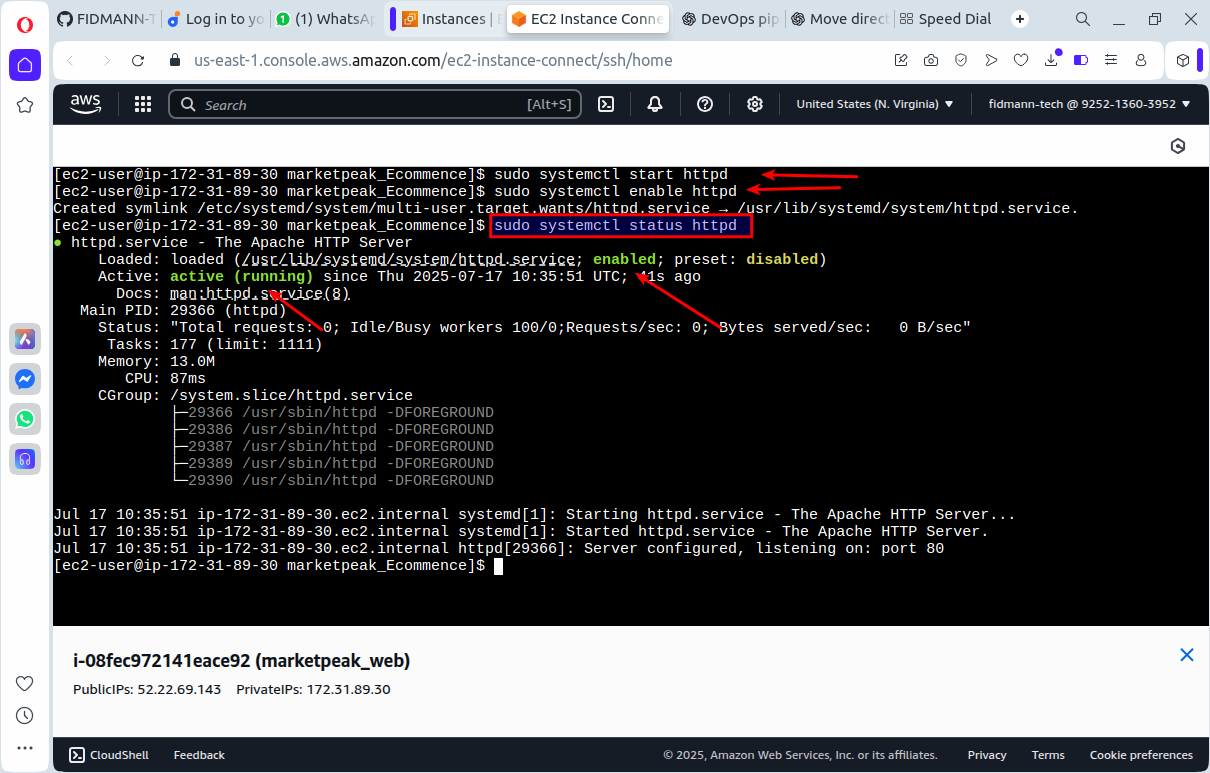 FIDMANN-T
Log in to yo
(1) WhatsAp
Instances |
EC2 Instance Conne
DevOps pip
Move direct
Speed Dial
us-east-1.console.aws.amazon.com/ec2-instance-connect/ssh/home
aws
Search
[Alt+S]
United States (N. Virginia)
fidmann-tech @ 9252-1360-3952
[ec2-user@ip-172-31-89-30 marketpeak_Ecommence]$ sudo systemctl start httpd
[ec2-user@ip-172-31-89-30 marketpeak_Ecommence]$ sudo systemctl enable httpd
Created symlink /etc/systemd/system/multi-user.target.wants/httpd.service → /usr/lib/systemd/system/httpd.service.
[ec2-user@ip-172-31-89-30 marketpeak_Ecommence]$ sudo systemctl status httpd
● httpd.service - The Apache HTTP Server
Loaded: loaded (/usr/lib/systemd/system/httpd.service; enabled; preset: disabled)
Active: active (running) since Thu 2025-07-17 10:35:51 UTC; 41s ago
Docs: man:httpd.service(8)
Main PID: 29366 (httpd)
Status: "Total requests: 0; Idle/Busy workers 100/0;Requests/sec: 0; Bytes served/sec:   0 B/sec"
Tasks: 177 (limit: 1111)
Memory: 13.0M
CPU: 87ms
CGroup: /system.slice/httpd.service
├─29366 /usr/sbin/httpd -DFOREGROUND
├─29386 /usr/sbin/httpd -DFOREGROUND
├─29387 /usr/sbin/httpd -DFOREGROUND
├─29389 /usr/sbin/httpd -DFOREGROUND
└─29390 /usr/sbin/httpd -DFOREGROUND
Jul 17 10:35:51 ip-172-31-89-30.ec2.internal systemd[1]: Starting httpd.service - The Apache HTTP Server...
Jul 17 10:35:51 ip-172-31-89-30.ec2.internal systemd[1]: Started httpd.service - The Apache HTTP Server.
Jul 17 10:35:51 ip-172-31-89-30.ec2.internal httpd[29366]: Server configured, listening on: port 80
[ec2-user@ip-172-31-89-30 marketpeak_Ecommence]$
i-08fec972141eace92 (marketpeak_web)
PublicIPs: 52.22.69.143 PrivateIPs: 172.31.89.30
CloudShell
Feedback
© 2025, Amazon Web Services, Inc. or its affiliates.
Privacy
Terms
Cookie preferences